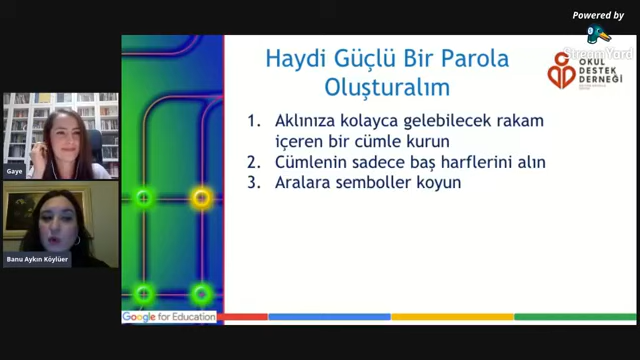 Powered by
StreamYard
Haydi Güçlü Bir Parola
Oluşturalım
OKUL
DESTEK
DERNEĞİ
1. Aklınıza kolayca gelebilecek rakam
içeren bir cümle kurun
2. Cümlenin sadece baş harflerini alın
3. Aralara semboller koyun
Gaye
Banu Aykın Köylüer
Google for Education